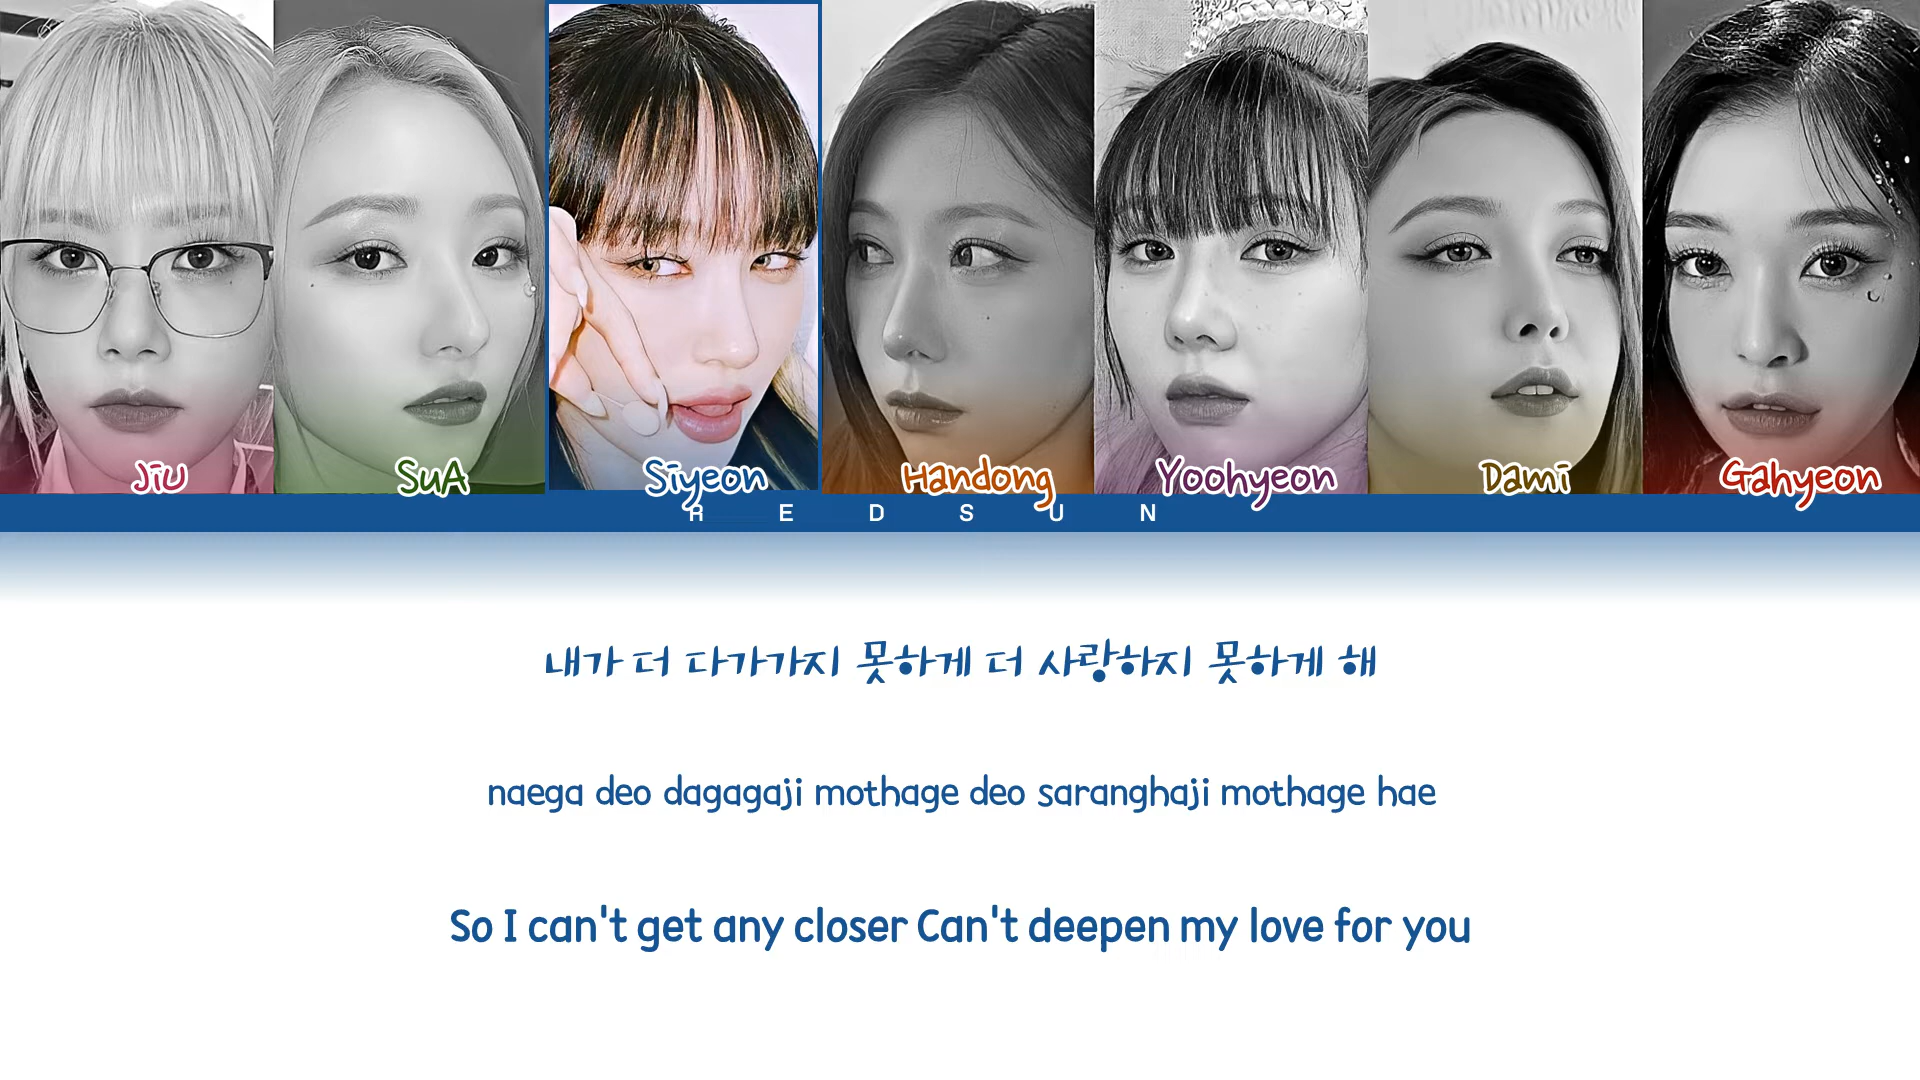 JiU SuA Siyeon Handong Yoohyeon Dami Gahyeon
REDSUN
내가 더 다가가지 못하게 더 사랑하지 못하게 해
naega deo dagagaji mothage deo saranghaji mothage hae
So I can't get any closer Can't deepen my love for you